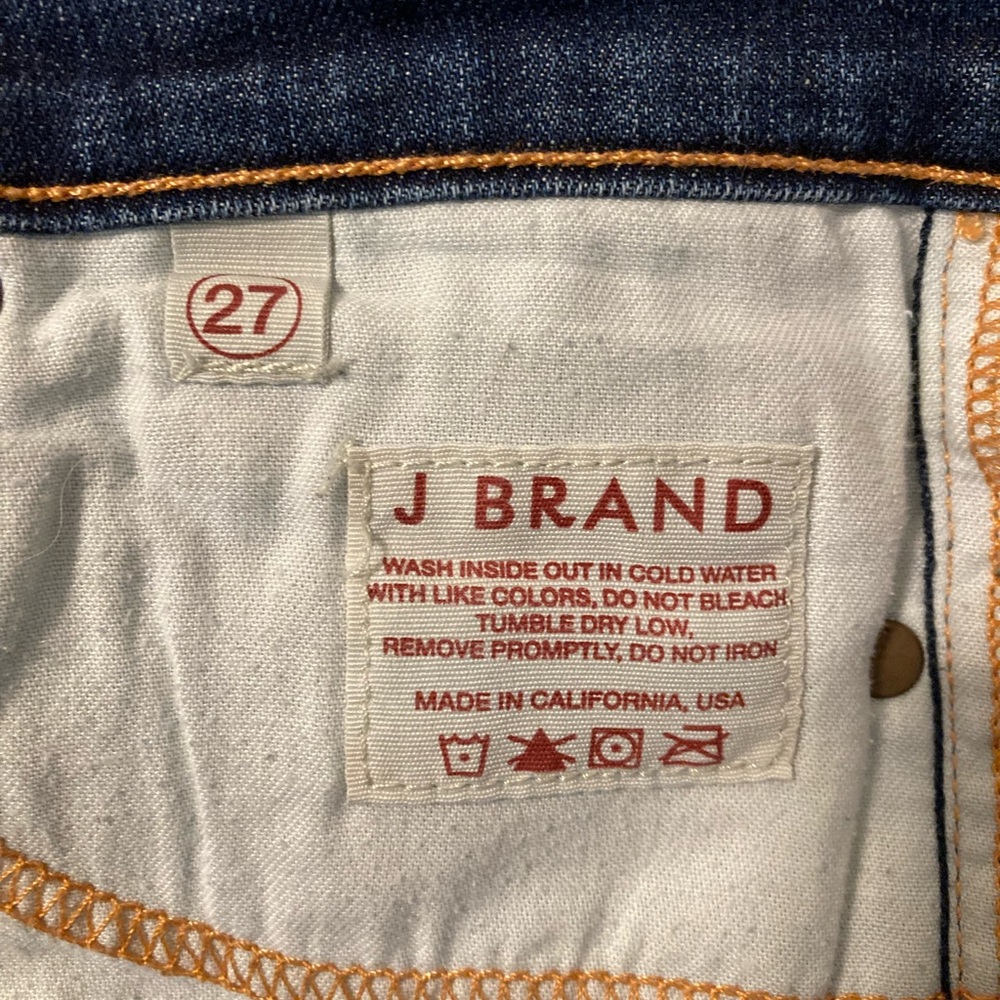 27
J BRAND
WASH INSIDE OUT IN COLD WATER
WITH LIKE COLORS, DO NOT BLEACH,
TUMBLE DRY LOW,
REMOVE PROMPTLY, DO NOT IRON
MADE IN CALIFORNIA, USA